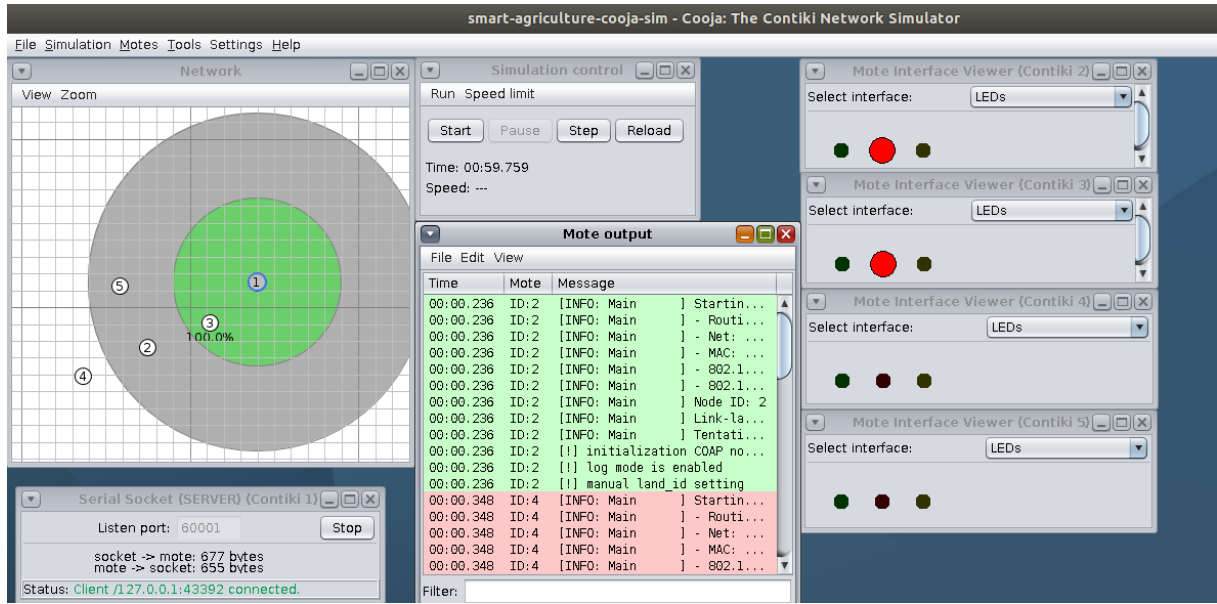 smart-agriculture-cooja-sim - Cooja: The Contiki Network Simulator
File Simulation Motes Tools Settings Help
Network
View Zoom
1
5
3
100.0%
2
4
Serial Socket (SERVER) (Contiki 1)
Listen port: 60001 Stop
socket -> mote: 677 bytes
mote -> socket: 655 bytes
Status: Client /127.0.0.1:43392 connected.
Simulation control
Run Speed limit
Start Pause Step Reload
Time: 00:59.759
Speed: ---
Mote output
File Edit View
Time Mote Message
00:00.236 ID:2 [INFO: Main ] Startin...
00:00.236 ID:2 [INFO: Main ] - Routi...
00:00.236 ID:2 [INFO: Main ] - Net: ...
00:00.236 ID:2 [INFO: Main ] - MAC: ...
00:00.236 ID:2 [INFO: Main ] - 802.1...
00:00.236 ID:2 [INFO: Main ] - 802.1...
00:00.236 ID:2 [INFO: Main ] Node ID: 2
00:00.236 ID:2 [INFO: Main ] Link-la...
00:00.236 ID:2 [INFO: Main ] Tentati...
00:00.236 ID:2 [!] initialization COAP no...
00:00.236 ID:2 [!] log mode is enabled
00:00.236 ID:2 [!] manual land_id setting
00:00.348 ID:4 [INFO: Main ] Startin...
00:00.348 ID:4 [INFO: Main ] - Routi...
00:00.348 ID:4 [INFO: Main ] - Net: ...
00:00.348 ID:4 [INFO: Main ] - MAC: ...
00:00.348 ID:4 [INFO: Main ] - 802.1...
Filter:
Mote Interface Viewer (Contiki 2)
Select interface: LEDs
Mote Interface Viewer (Contiki 3)
Select interface: LEDs
Mote Interface Viewer (Contiki 4)
Select interface: LEDs
Mote Interface Viewer (Contiki 5)
Select interface: LEDs